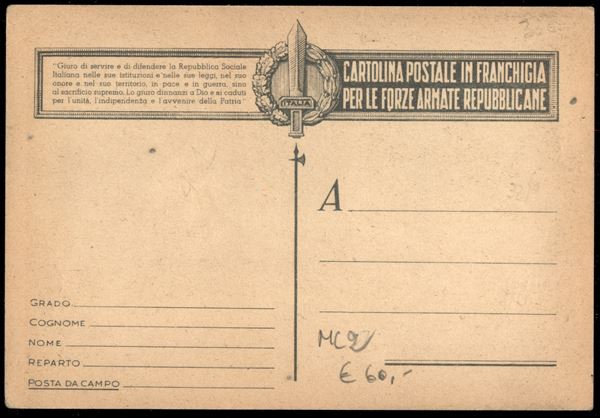 "Giuro di servire e di difendere la Repubblica Sociale
Italiana nelle sue istituzioni e nelle sue leggi, nel suo
onore e nel suo territorio, in pace e in guerra, sino
al sacrificio supremo. Lo giuro dinnanzi a Dio e ai caduti
per l'unità, l'indipendenza e l'avvenire della Patria"
ITALIA
CARTOLINA POSTALE IN FRANCHIGIA
PER LE FORZE ARMATE REPUBBLICANE
A
GRADO
COGNOME
NOME
REPARTO
POSTA DA CAMPO
€ 60,-